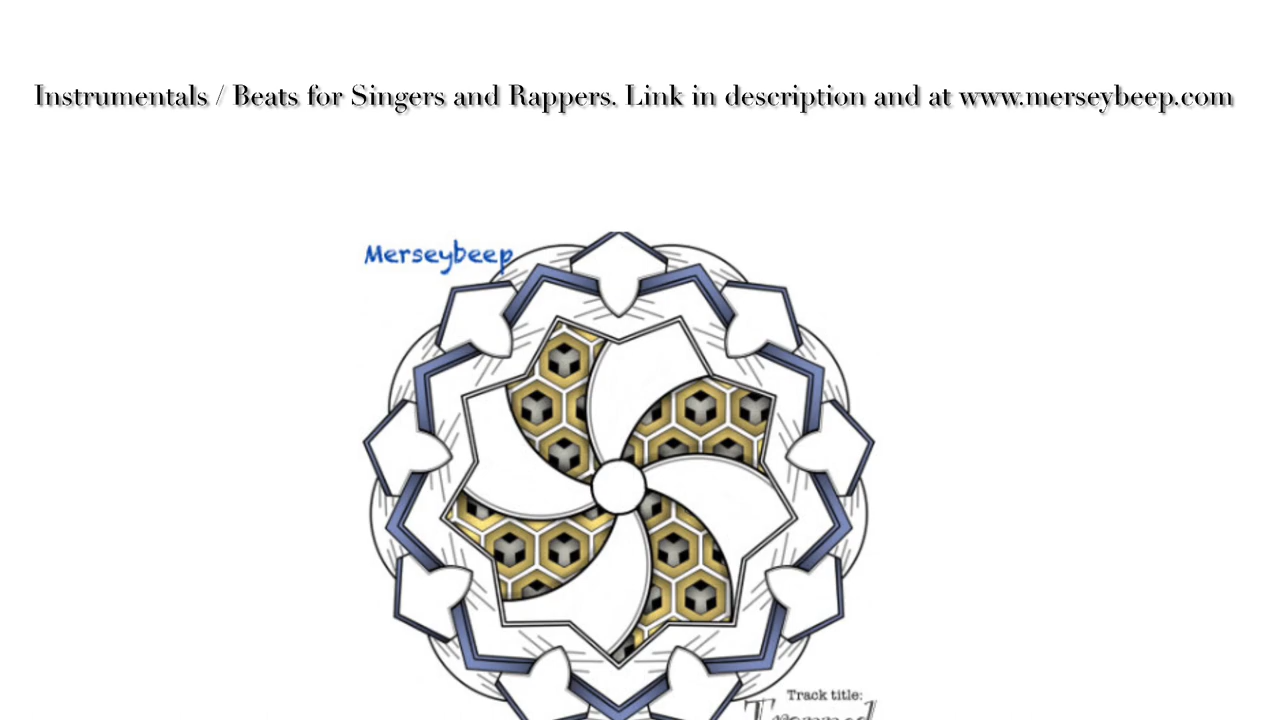 Instrumentals / Beats for Singers and Rappers. Link in description and at www.merseybeep.com
Merseybeep
Track title: